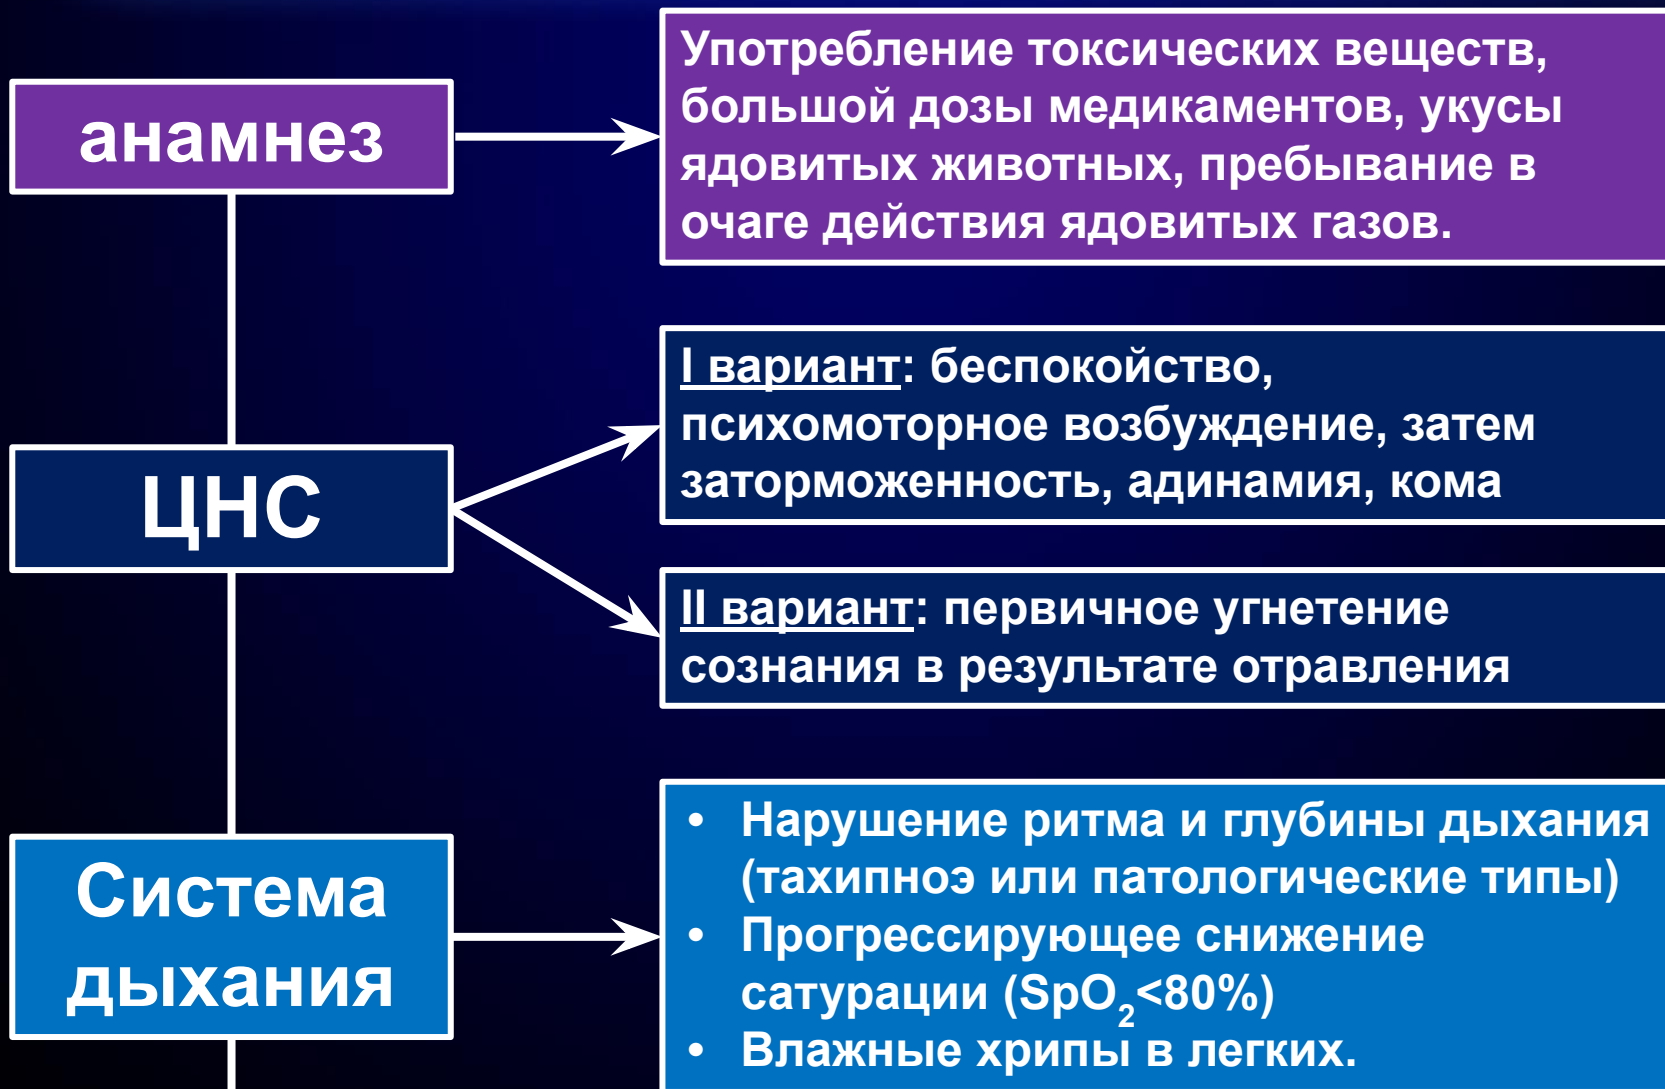 анамнез
Употребление токсических веществ,
большой дозы медикаментов, укусы
ядовитых животных, пребывание в
очаге действия ядовитых газов.
ЦНС
I вариант: беспокойство,
психомоторное возбуждение, затем
заторможенность, адинамия, кома
II вариант: первичное угнетение
сознания в результате отравления
Система
дыхания
• Нарушение ритма и глубины дыхания
(тахипноэ или патологические типы)
• Прогрессирующее снижение
сатурации (SpO₂<80%)
• Влажные хрипы в легких.